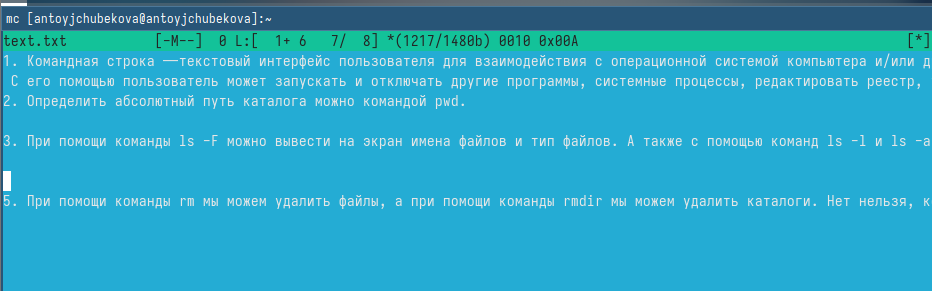 mc [antoyjchubekova@antoyjchubekova]:~
text.txt [-M--] 0 L:[ 1+ 6 7/ 8] *(1217/1480b) 0010 0x00A [*]
1. Командная строка —текстовый интерфейс пользователя для взаимодействия с операционной системой компьютера и/или д
С его помощью пользователь может запускать и отключать другие программы, системные процессы, редактировать реестр,
2. Определить абсолютный путь каталога можно командой pwd.
3. При помощи команды ls -F можно вывести на экран имена файлов и тип файлов. А также с помощью команд ls -l и ls -a
5. При помощи команды rm мы можем удалить файлы, а при помощи команды rmdir мы можем удалить каталоги. Нет нельзя, к